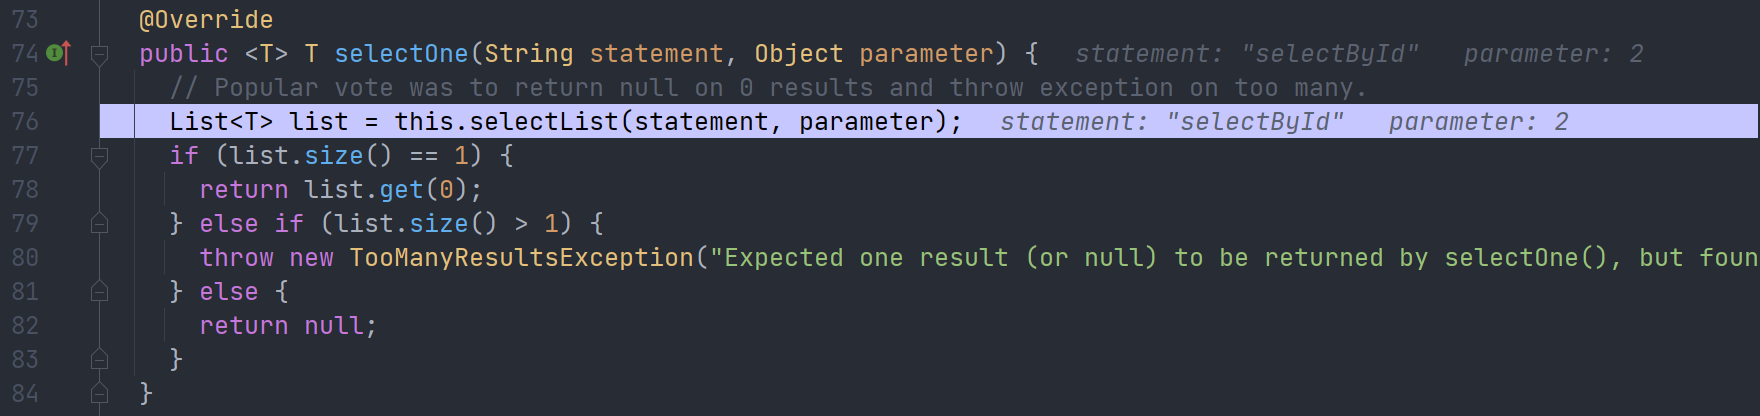 73 @Override
74 public <T> T selectOne(String statement, Object parameter) { statement: "selectById" parameter: 2
75 // Popular vote was to return null on 0 results and throw exception on too many.
76 List<T> list = this.selectList(statement, parameter); statement: "selectById" parameter: 2
77 if (list.size() == 1) {
78 return list.get(0);
79 } else if (list.size() > 1) {
80 throw new TooManyResultsException("Expected one result (or null) to be returned by selectOne(), but foun
81 } else {
82 return null;
83 }
84 }